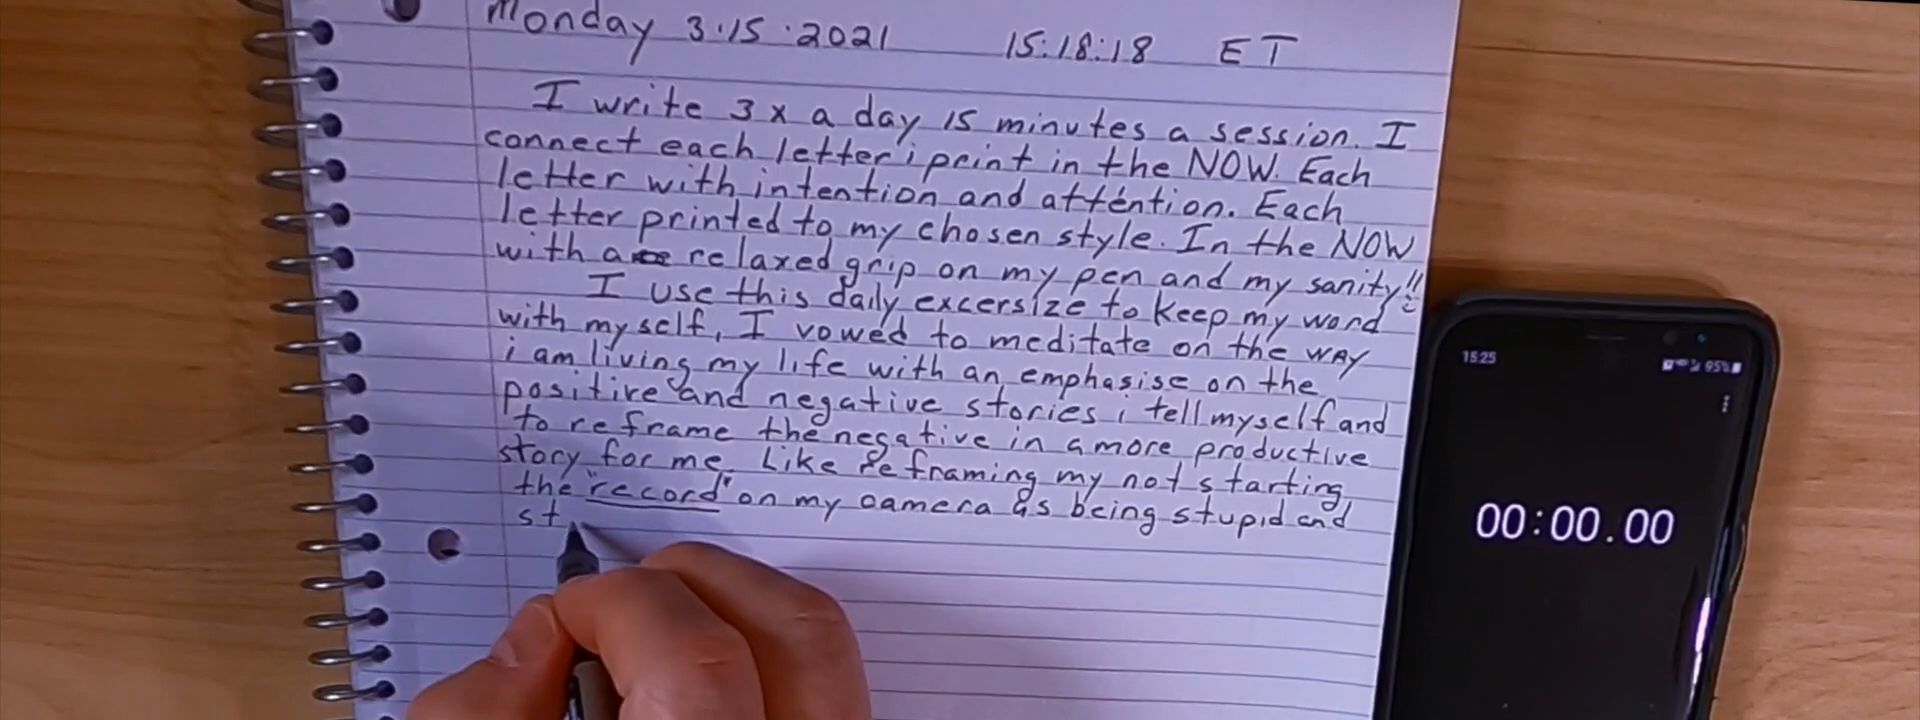 Monday 3.15.2021 15:18:18 ET
I write 3x a day 15 minutes a session. I
connect each letter i print in the NOW. Each
letter with intention and attention. Each
letter printed to my chosen style. In the NOW
with a relaxed grip on my pen and my sanity!!
I use this daily excersize to keep my word
with myself, I vowed to meditate on the WAY
i am living my life with an emphasise on the
positive and negative stories i tell myself and
to reframe the negative in a more productive
story for me. Like Reframing my not starting
the "record" on my camera as being stupid and
st
15:25
95%
00:00.00